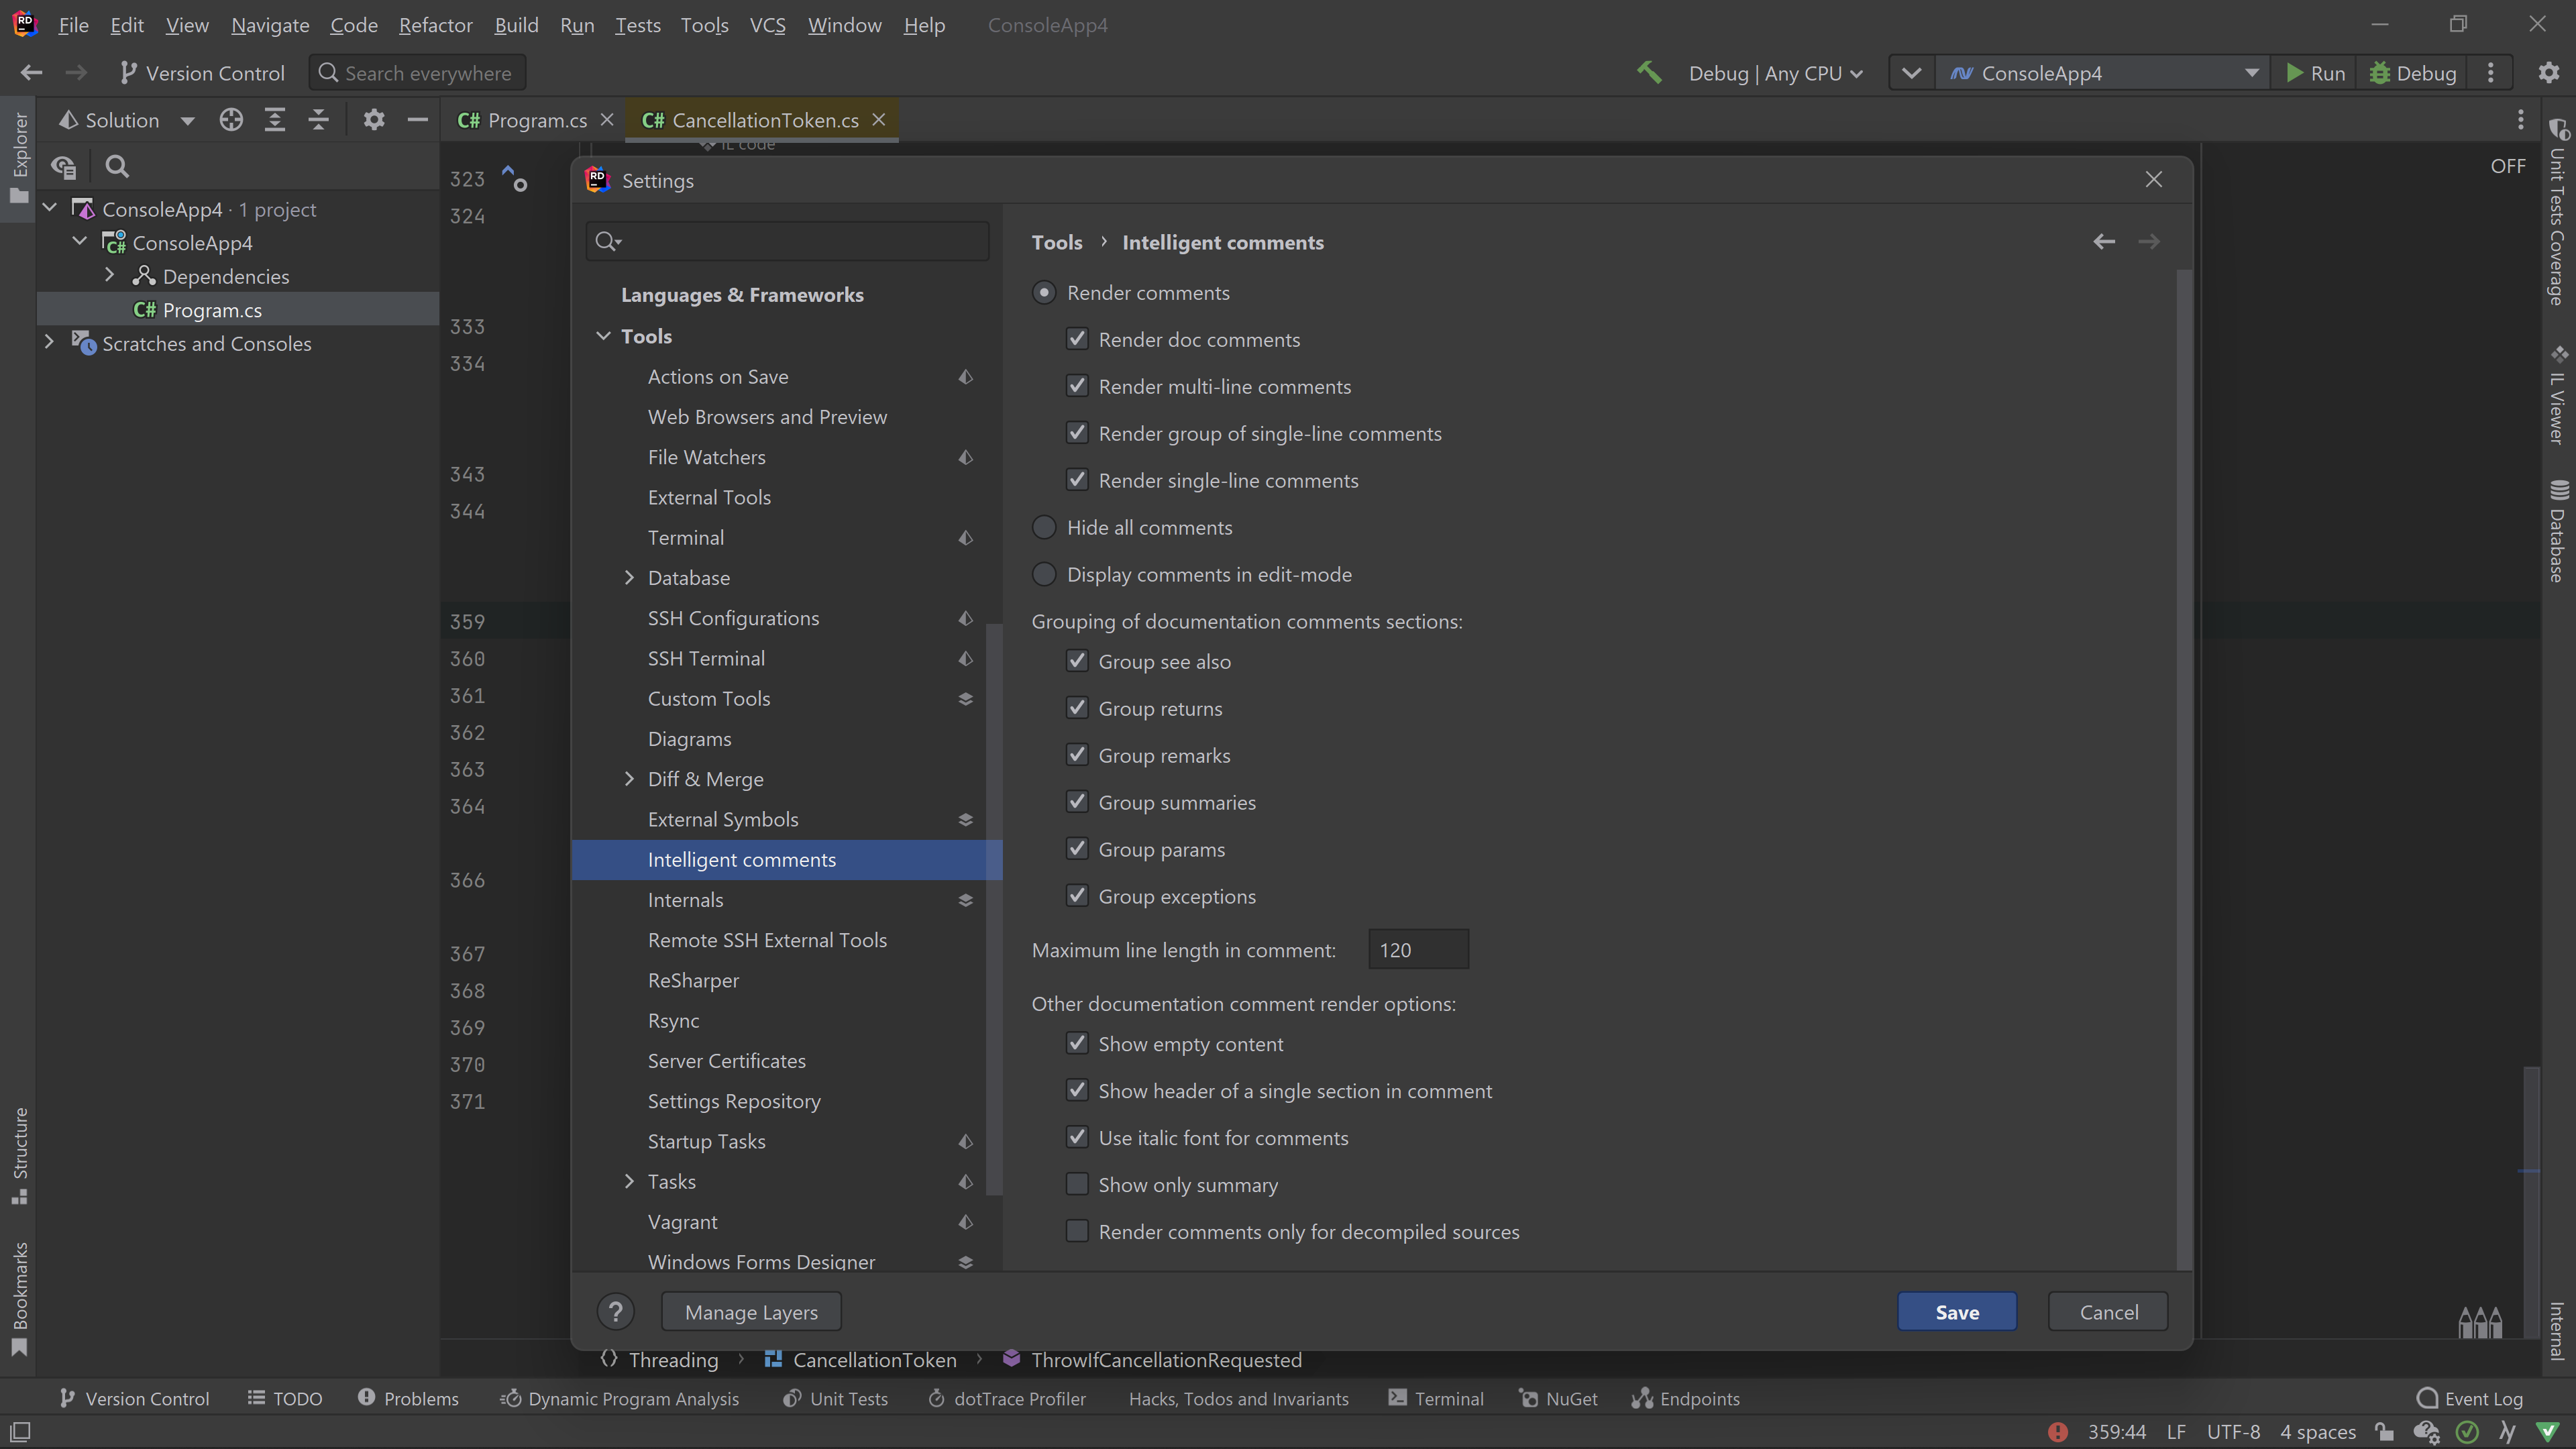 RD
File Edit View Navigate Code Refactor Build Run Tests Tools VCS Window Help ConsoleApp4
Version Control Search everywhere Debug | Any CPU ConsoleApp4 Run Debug
Explorer
Solution
C# Program.cs C# CancellationToken.cs
IL code
ConsoleApp4 · 1 project
C# ConsoleApp4
Dependencies
C# Program.cs
Scratches and Consoles
323
324
333
334
343
344
359
360
361
362
363
364
366
367
368
369
370
371
OFF
RD Settings
Languages & Frameworks
Tools
Actions on Save
Web Browsers and Preview
File Watchers
External Tools
Terminal
Database
SSH Configurations
SSH Terminal
Custom Tools
Diagrams
Diff & Merge
External Symbols
Intelligent comments
Internals
Remote SSH External Tools
ReSharper
Rsync
Server Certificates
Settings Repository
Startup Tasks
Tasks
Vagrant
Windows Forms Designer
Tools › Intelligent comments
Render comments
Render doc comments
Render multi-line comments
Render group of single-line comments
Render single-line comments
Hide all comments
Display comments in edit-mode
Grouping of documentation comments sections:
Group see also
Group returns
Group remarks
Group summaries
Group params
Group exceptions
Maximum line length in comment: 120
Other documentation comment render options:
Show empty content
Show header of a single section in comment
Use italic font for comments
Show only summary
Render comments only for decompiled sources
? Manage Layers Save Cancel
Unit Tests Coverage
IL Viewer
Database
Internal
Structure
Bookmarks
Threading › CancellationToken › ThrowIfCancellationRequested
Version Control TODO Problems Dynamic Program Analysis Unit Tests dotTrace Profiler Hacks, Todos and Invariants Terminal NuGet Endpoints Event Log
359:44 LF UTF-8 4 spaces